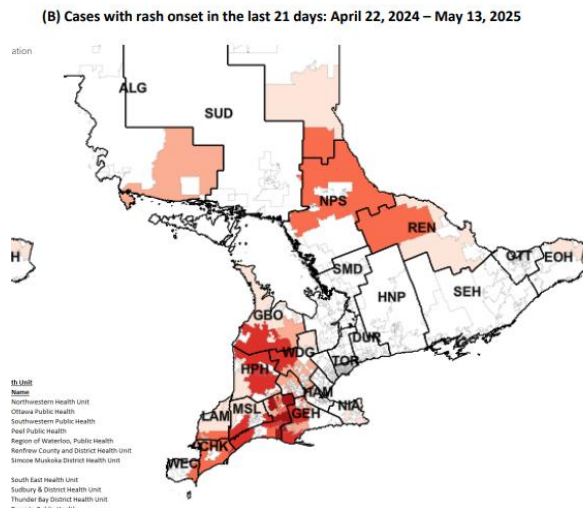 (B) Cases with rash onset in the last 21 days: April 22, 2024 – May 13, 2025
ation
ALG
SUD
NPS
REN
H
SMD
OTT
EOH
HNP
SEH
GBO
DUR
WDG
TOR
HPH
HAM
th Unit
Name
LAM
MSL
GEH
NIA
Northwestern Health Unit
Ottawa Public Health
Southwestern Public Health
CHK
Peel Public Health
Region of Waterloo, Public Health
WEC
Renfrew County and District Health Unit
Simcoe Muskoka District Health Unit
South East Health Unit
Sudbury & District Health Unit
Thunder Bay District Health Unit